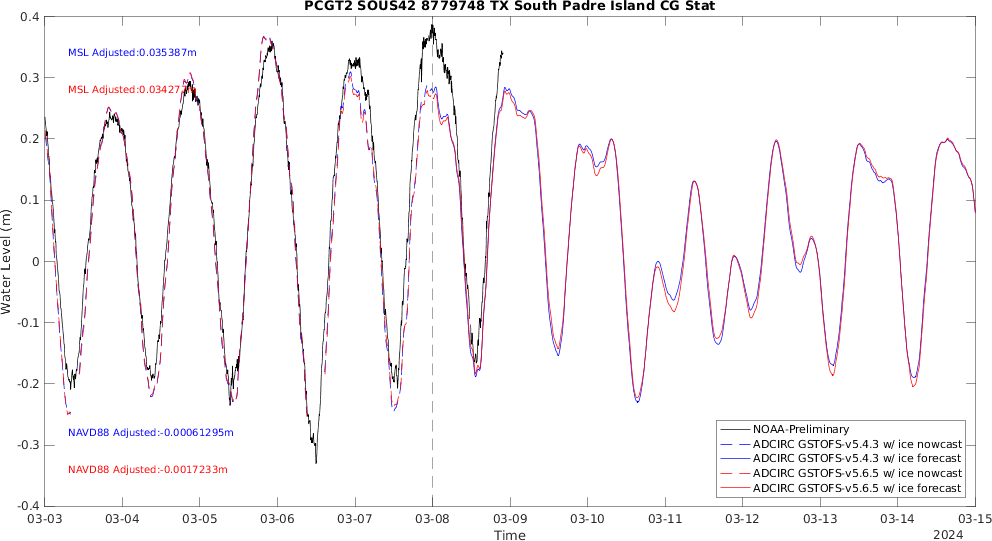 PCGT2 SOUS42 8779748 TX South Padre Island CG Stat
MSL Adjusted:0.035387m
MSL Adjusted:0.034272m
NAVD88 Adjusted:-0.00061295m
NAVD88 Adjusted:-0.0017233m
Water Level (m)
0.4
0.3
0.2
0.1
0
-0.1
-0.2
-0.3
-0.4
NOAA-Preliminary
ADCIRC GSTOFS-v5.4.3 w/ ice nowcast
ADCIRC GSTOFS-v5.4.3 w/ ice forecast
ADCIRC GSTOFS-v5.6.5 w/ ice nowcast
ADCIRC GSTOFS-v5.6.5 w/ ice forecast
03-03 03-04 03-05 03-06 03-07 03-08 03-09 03-10 03-11 03-12 03-13 03-14 03-15
Time
2024